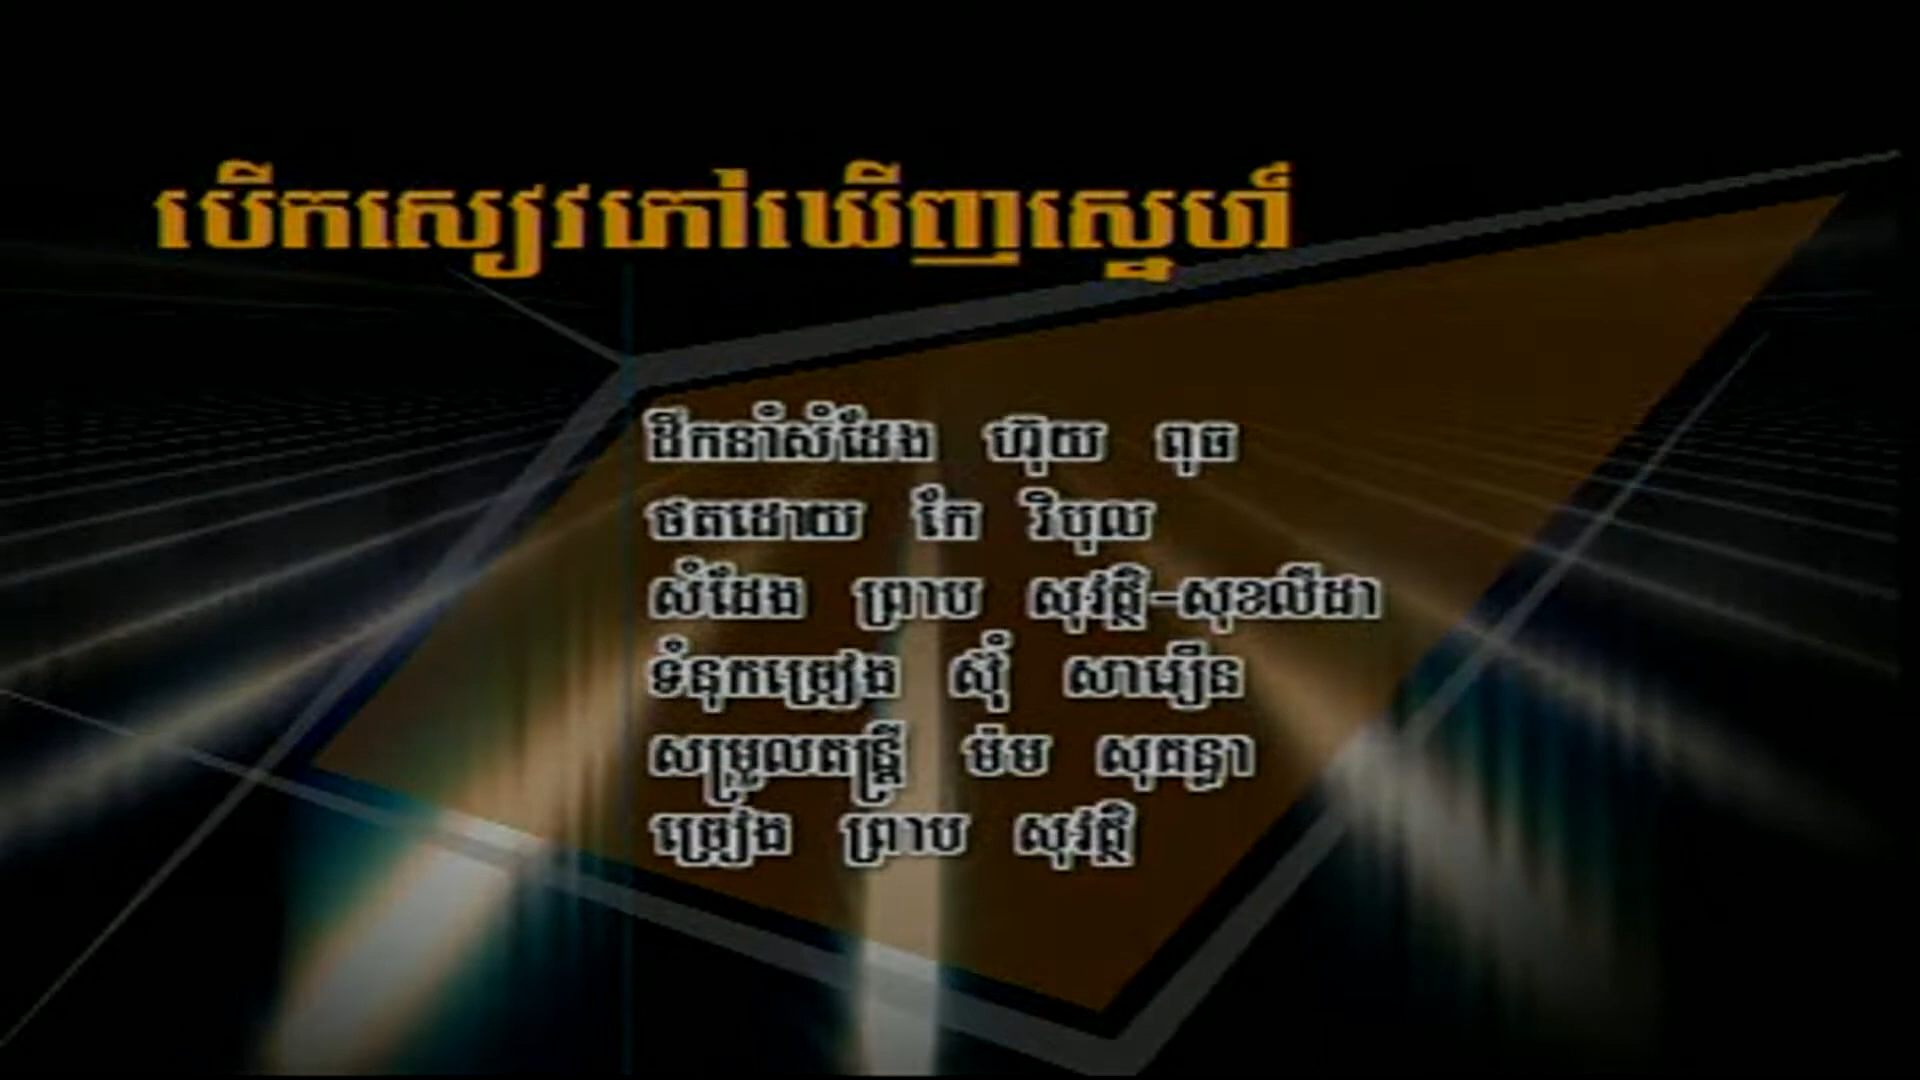 បើកស្យេវភៅឃើញស្នេហ៍
ដឹកនាំសំដែង ហ៊ុយ ពុធ
ថតដោយ កែ វិបុល
សំដែង ព្រាប សុវត្ថិ-សុខលីដា
ទំនុកច្រៀង ស៊ុំ សារឿន
សម្រួលតន្ត្រី ម៉ម សុគន្ធា
ច្រៀង ព្រាប សុវត្ថិ